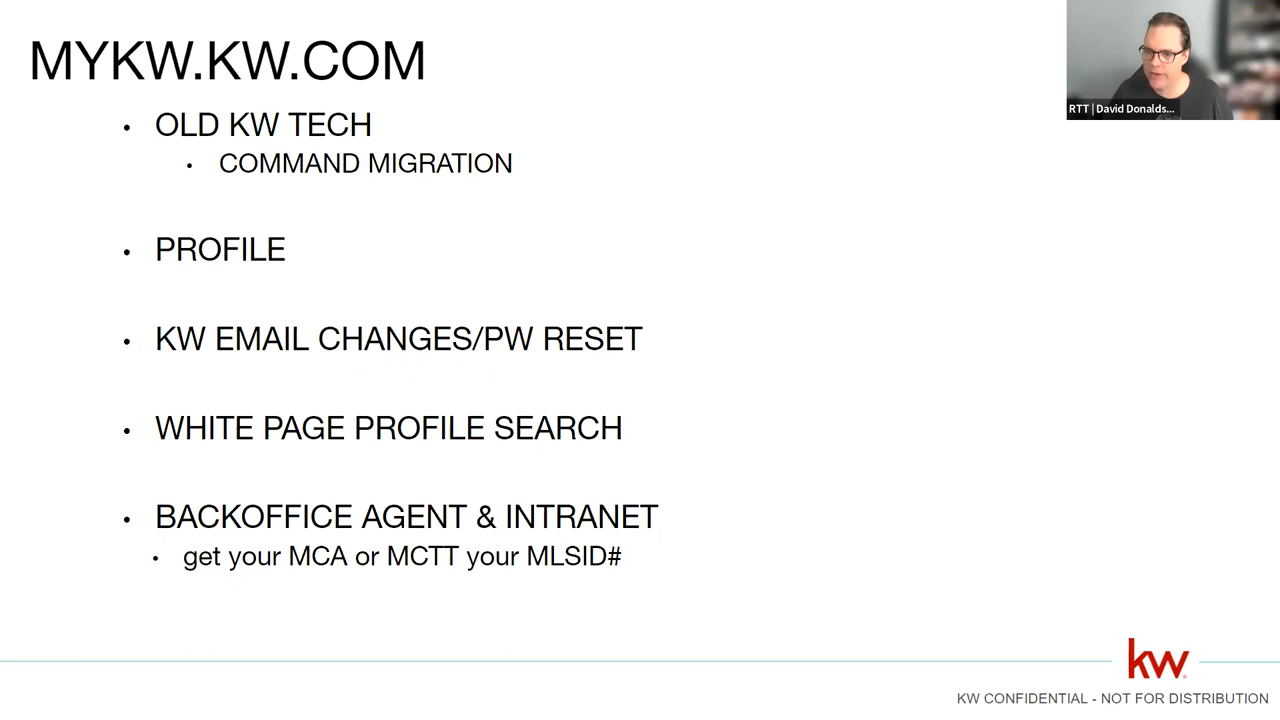 MYKW.KW.COM
RTT | David Donalds...
• OLD KW TECH
• COMMAND MIGRATION
• PROFILE
• KW EMAIL CHANGES/PW RESET
• WHITE PAGE PROFILE SEARCH
• BACKOFFICE AGENT & INTRANET
• get your MCA or MCTT your MLSID#
kw
KW CONFIDENTIAL - NOT FOR DISTRIBUTION